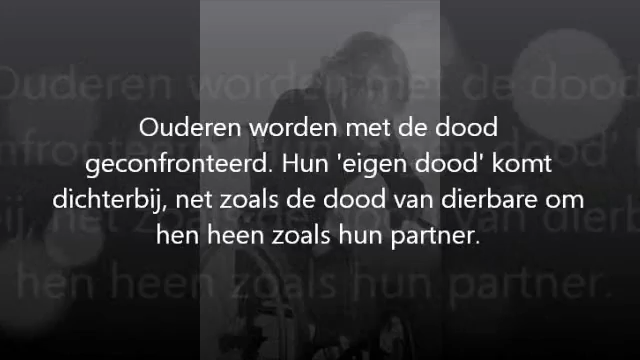 Ouderen worden met de dood
geconfronteerd. Hun 'eigen dood' komt
dichterbij, net zoals de dood van dierbare om
hen heen zoals hun partner.